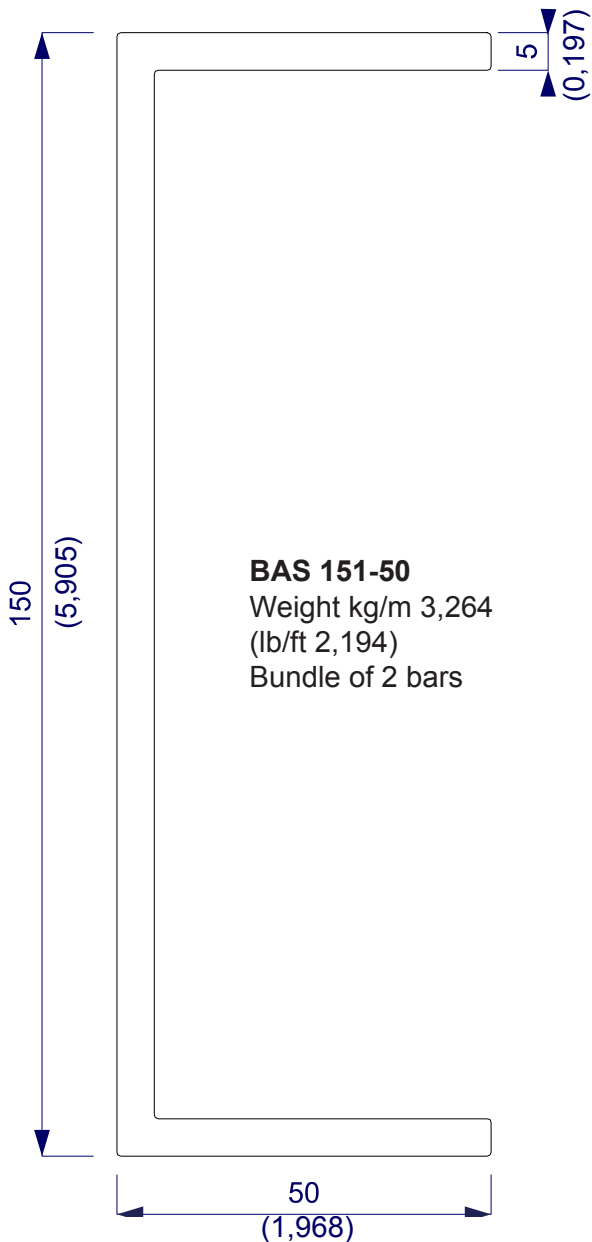 5
(0,197)
150
(5,905)
BAS 151-50
Weight kg/m 3,264
(lb/ft 2,194)
Bundle of 2 bars
50
(1,968)